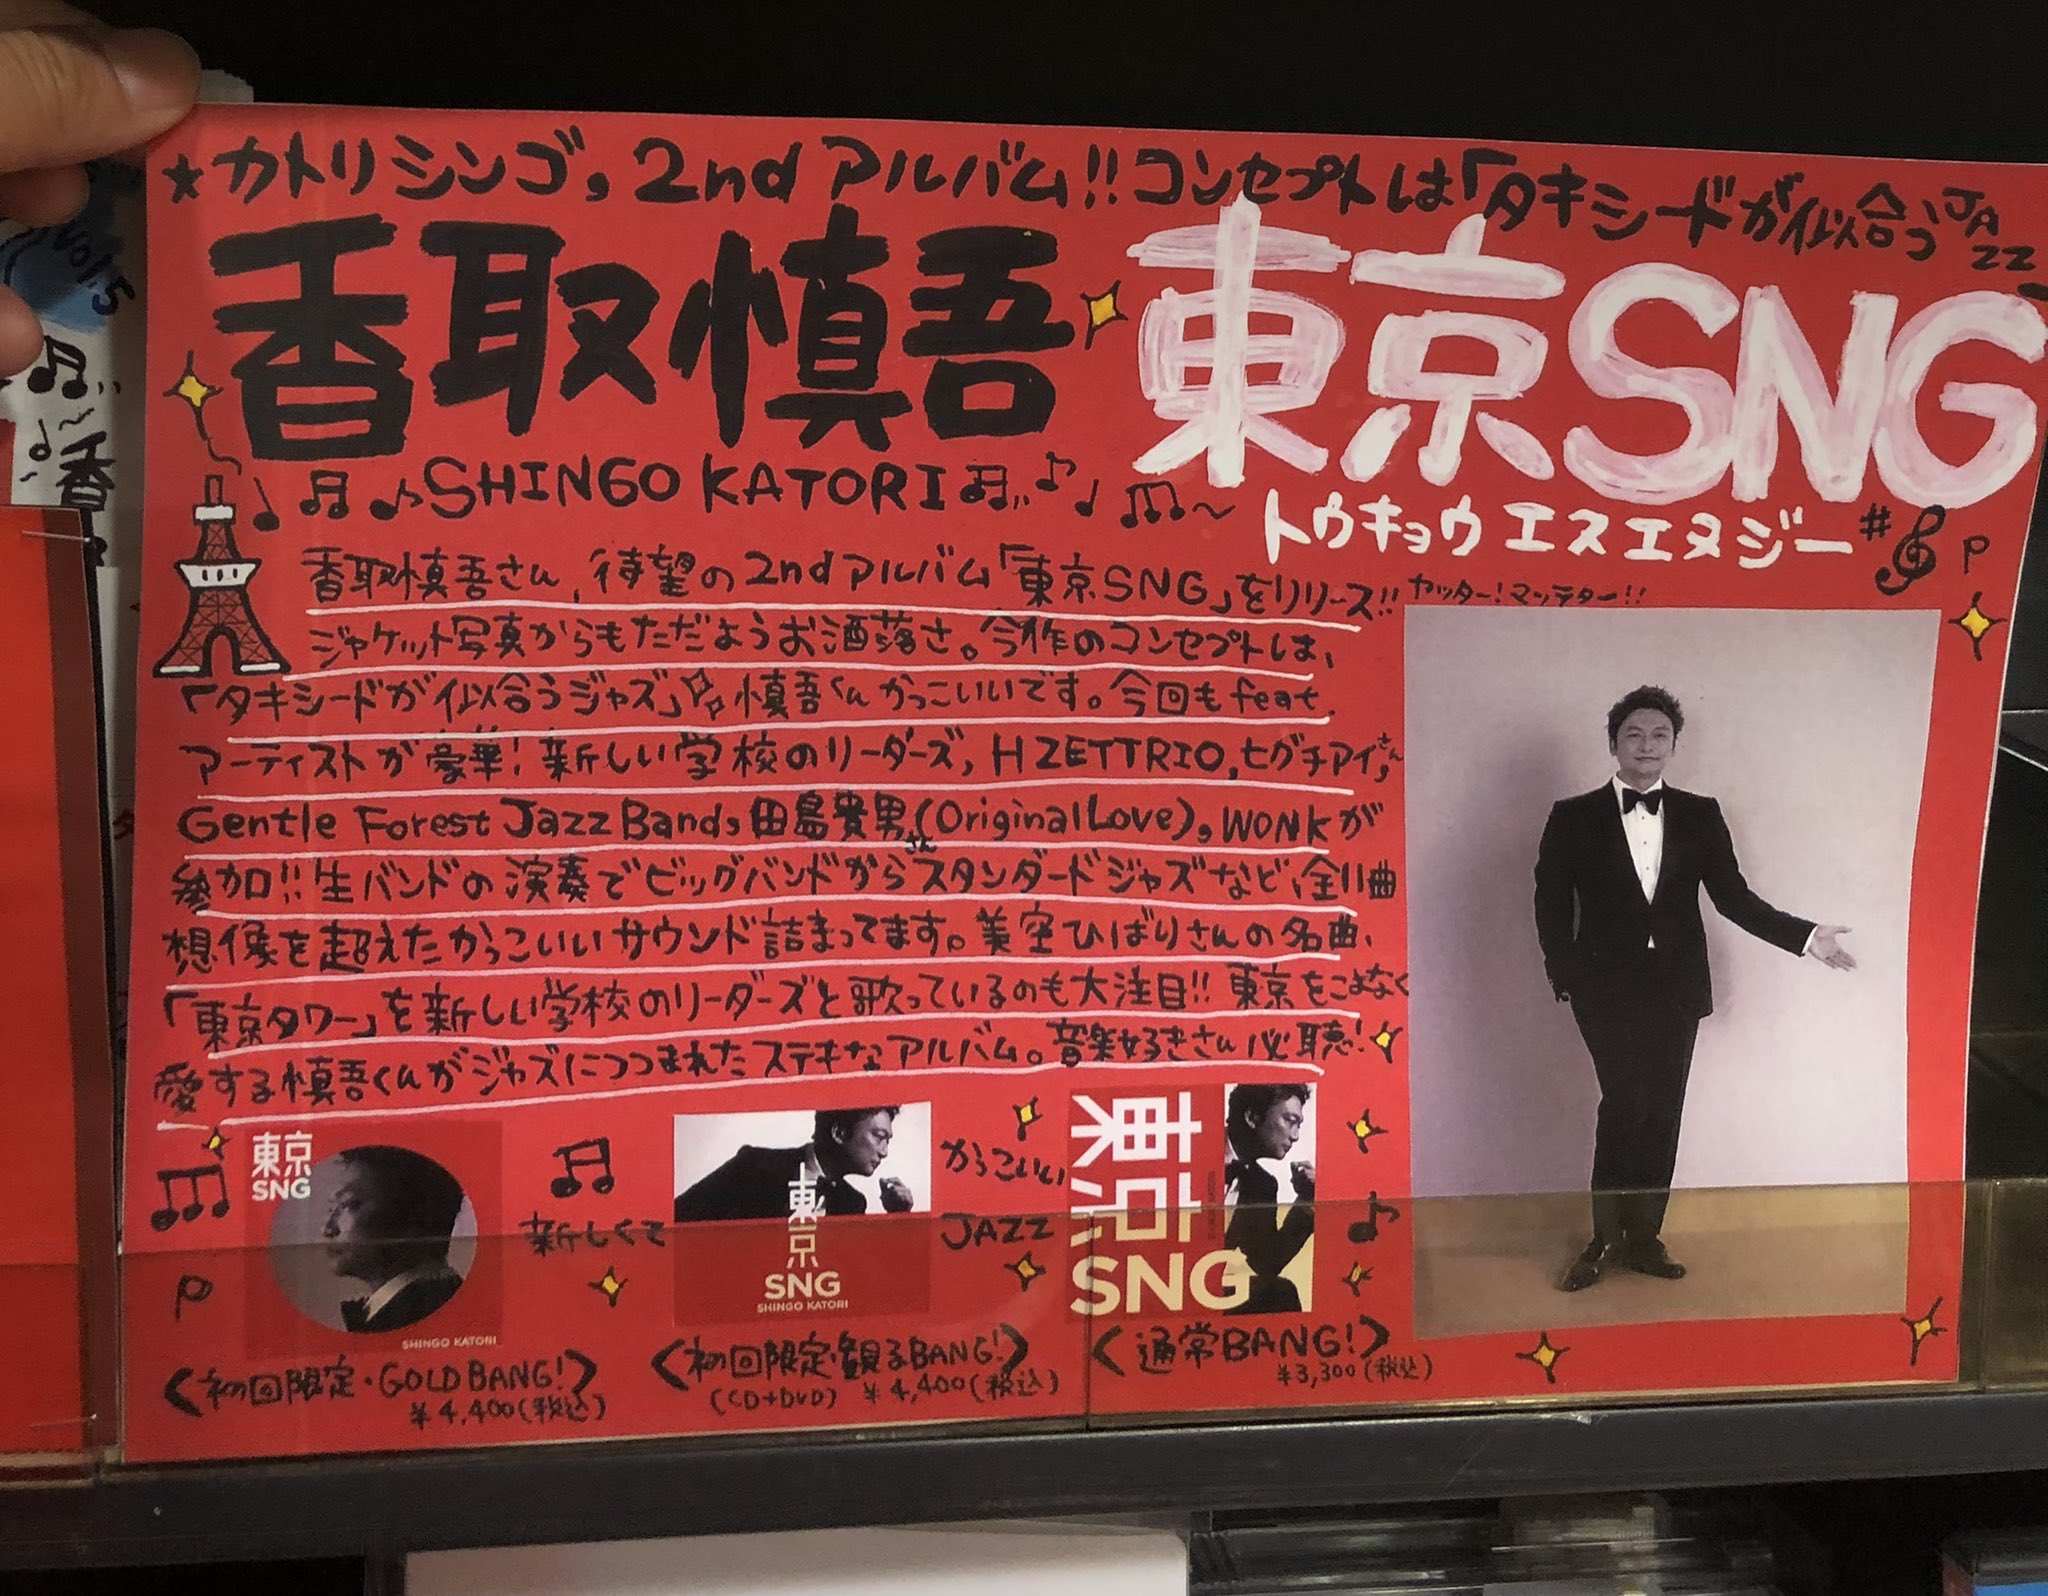 ★カトリシンゴ,2ndアルバム!!コンセプトは「タキシードが似合うJAZZ」
香取慎吾
東京SNG
SHINGO KATORI
トウキョウ エスエヌジー
香取慎吾さん,待望の2ndアルバム「東京SNG」をリリース!!
ヤッター!マッテター!!
ジャケット写真からもただようお洒落さ。今作のコンセプトは、
「タキシードが似合うジャズ」慎吾くんかっこいいです。今回もfeat.
アーティストが豪華!新しい学校のリーダーズ,HZETTRIO,ヒグチアイさん,
Gentle Forest Jazz Band,田島貴男さん(Original Love),WONKが
参加!!生バンドの演奏でビッグバンドからスタンダードジャズなど、全11曲
想像を超えたかっこいいサウンド詰まってます。美空ひばりさんの名曲、
「東京タワー」を新しい学校のリーダーズと歌っているのも大注目!!東京をこよなく
愛する慎吾くんがジャズにつつまれたステキなアルバム。音楽好きさん必聴!
東京
SNG
SHINGO KATORI
新しくて
東京
SNG
SHINGO KATORI
かっこいい
JAZZ
東京
SNG
<初回限定・GOLD BANG!>
¥4,400(税込)
<初回限定・観るBANG!>
(CD+DVD) ¥4,400(税込)
<通常BANG!>
¥3,300(税込)
vol.5
香